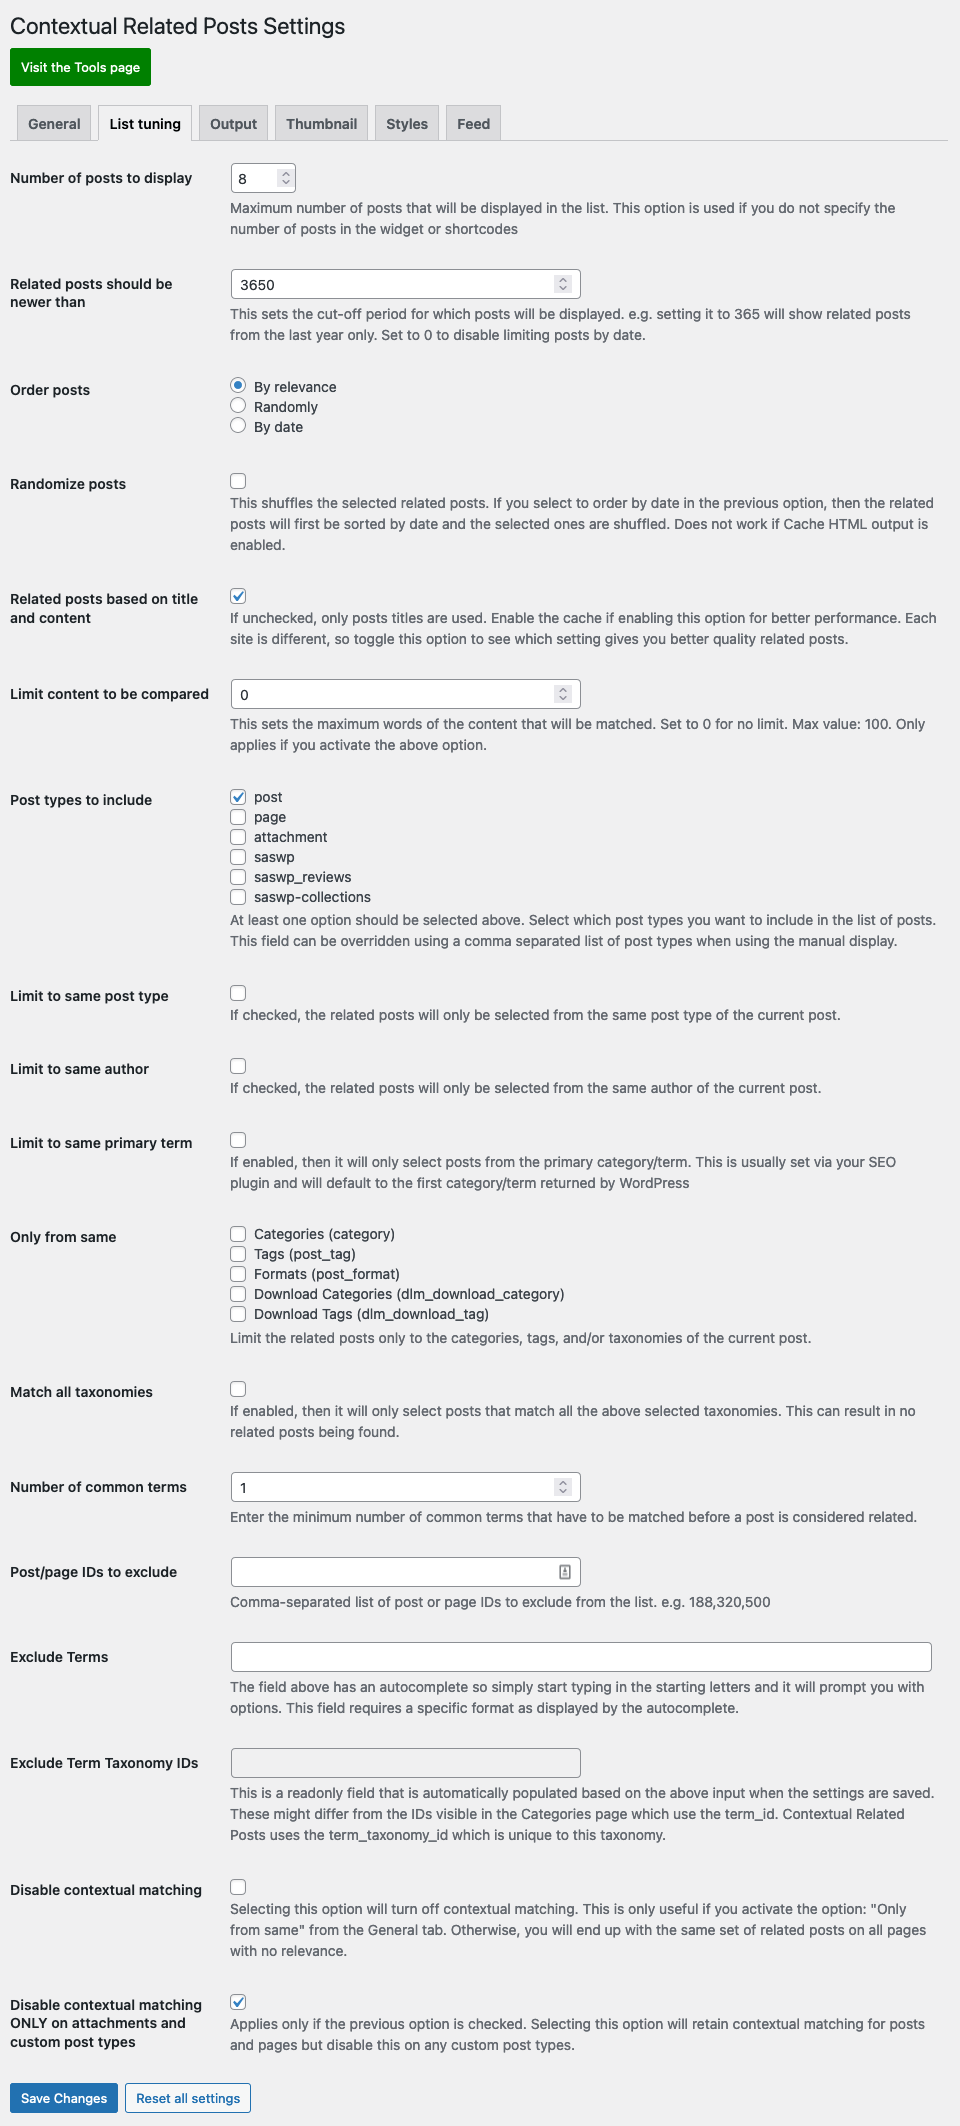 Contextual Related Posts Settings
Visit the Tools page
General
List tuning
Output
Thumbnail
Styles
Feed
Number of posts to display
8
Maximum number of posts that will be displayed in the list. This option is used if you do not specify the
number of posts in the widget or shortcodes
Related posts should be
newer than
3650
This sets the cut-off period for which posts will be displayed. e.g. setting it to 365 will show related posts
from the last year only. Set to 0 to disable limiting posts by date.
Order posts
By relevance
Randomly
By date
Randomize posts
This shuffles the selected related posts. If you select to order by date in the previous option, then the related
posts will first be sorted by date and the selected ones are shuffled. Does not work if Cache HTML output is
enabled.
Related posts based on title
and content
If unchecked, only posts titles are used. Enable the cache if enabling this option for better performance. Each
site is different, so toggle this option to see which setting gives you better quality related posts.
Limit content to be compared
0
This sets the maximum words of the content that will be matched. Set to 0 for no limit. Max value: 100. Only
applies if you activate the above option.
Post types to include
post
page
attachment
saswp
saswp_reviews
saswp-collections
At least one option should be selected above. Select which post types you want to include in the list of posts.
This field can be overridden using a comma separated list of post types when using the manual display.
Limit to same post type
If checked, the related posts will only be selected from the same post type of the current post.
Limit to same author
If checked, the related posts will only be selected from the same author of the current post.
Limit to same primary term
If enabled, then it will only select posts from the primary category/term. This is usually set via your SEO
plugin and will default to the first category/term returned by WordPress
Only from same
Categories (category)
Tags (post_tag)
Formats (post_format)
Download Categories (dlm_download_category)
Download Tags (dlm_download_tag)
Limit the related posts only to the categories, tags, and/or taxonomies of the current post.
Match all taxonomies
If enabled, then it will only select posts that match all the above selected taxonomies. This can result in no
related posts being found.
Number of common terms
1
Enter the minimum number of common terms that have to be matched before a post is considered related.
Post/page IDs to exclude
Comma-separated list of post or page IDs to exclude from the list. e.g. 188,320,500
Exclude Terms
The field above has an autocomplete so simply start typing in the starting letters and it will prompt you with
options. This field requires a specific format as displayed by the autocomplete.
Exclude Term Taxonomy IDs
This is a readonly field that is automatically populated based on the above input when the settings are saved.
These might differ from the IDs visible in the Categories page which use the term_id. Contextual Related
Posts uses the term_taxonomy_id which is unique to this taxonomy.
Disable contextual matching
Selecting this option will turn off contextual matching. This is only useful if you activate the option: "Only
from same" from the General tab. Otherwise, you will end up with the same set of related posts on all pages
with no relevance.
Disable contextual matching
ONLY on attachments and
custom post types
Applies only if the previous option is checked. Selecting this option will retain contextual matching for posts
and pages but disable this on any custom post types.
Save Changes
Reset all settings